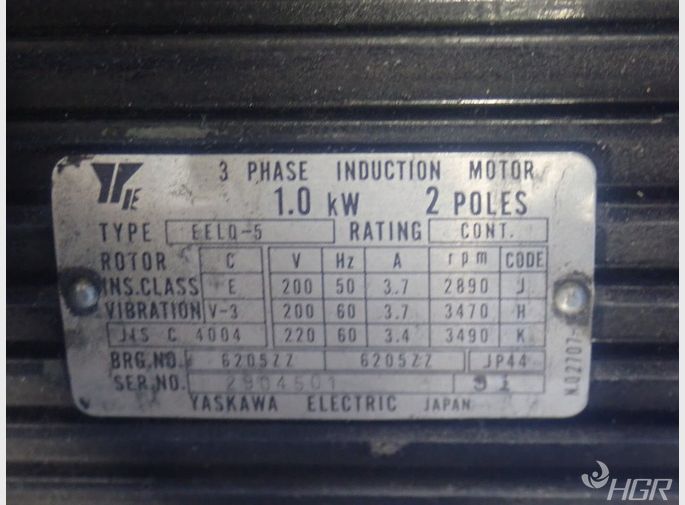 3 PHASE INDUCTION MOTOR
1.0 kW 2 POLES
TYPE EELQ-5 RATING CONT.
ROTOR C V Hz A rpm CODE
INS.CLASS E 200 50 3.7 2890 J
VIBRATION V-3 200 60 3.7 3470 H
JIS C 4004 220 60 3.4 3490 K
BRG.NO. 6205ZZ 6205ZZ JP44
SER.NO. 2904501
YASKAWA ELECTRIC JAPAN
HGR